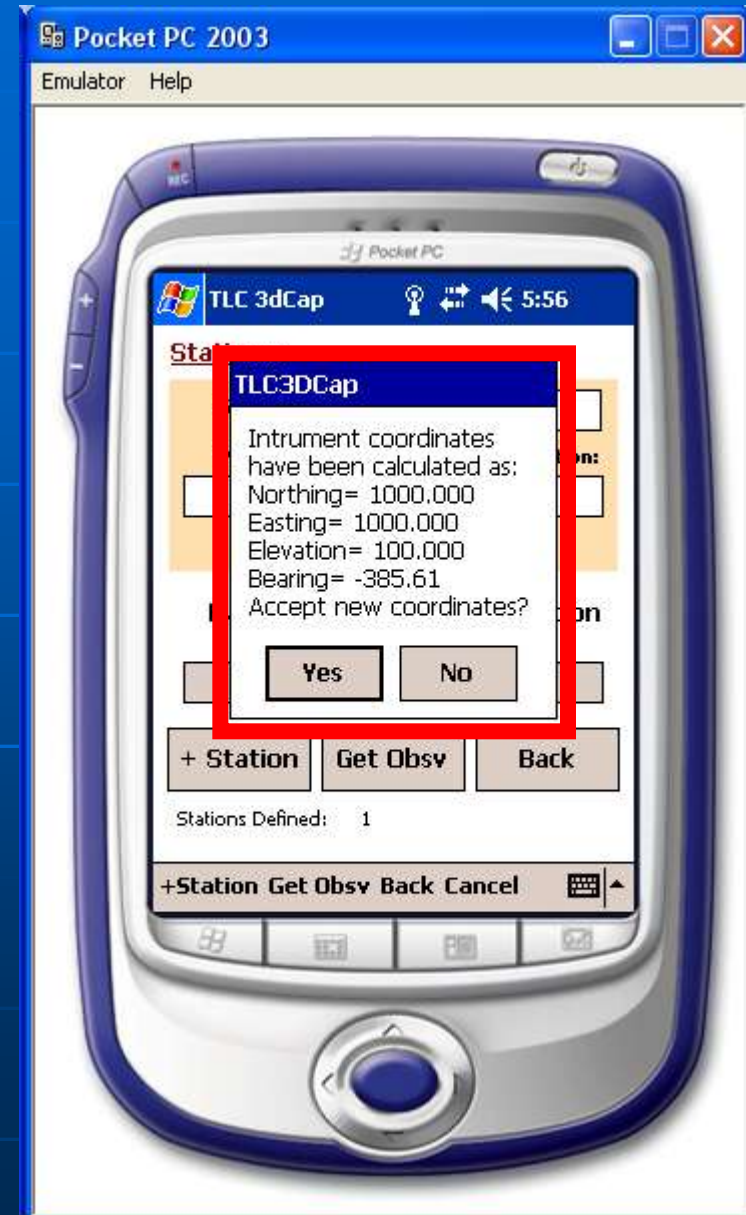 Pocket PC 2003
Emulator Help
REC
Pocket PC
TLC 3dCap 5:56
TLC3DCap
Intrument coordinates
have been calculated as:
Northing= 1000.000
Easting= 1000.000
Elevation= 100.000
Bearing= -385.61
Accept new coordinates?
Yes No
+ Station Get Obsv Back
Stations Defined: 1
+Station Get Obsv Back Cancel